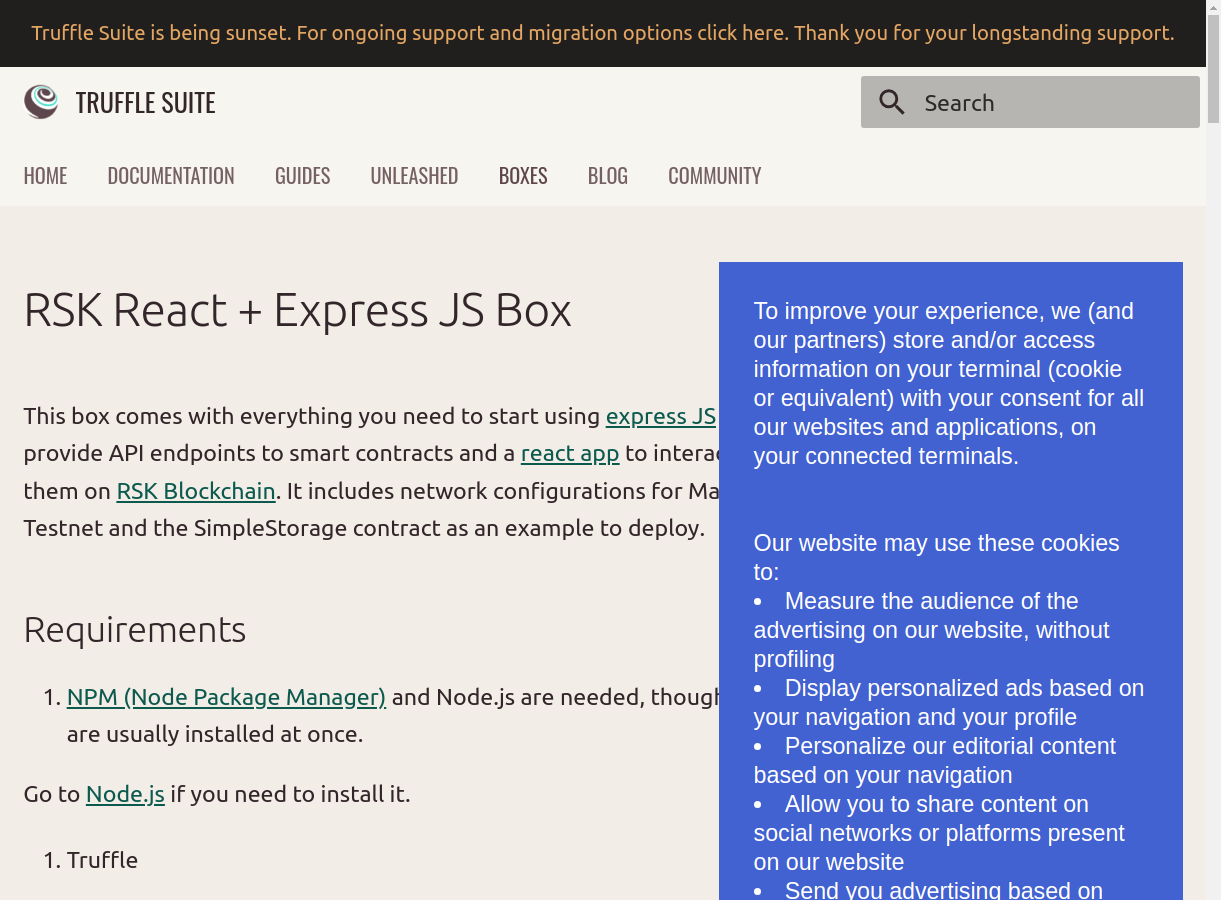 Truffle Suite is being sunset. For ongoing support and migration options click here. Thank you for your longstanding support.
TRUFFLE SUITE
Search
HOME DOCUMENTATION GUIDES UNLEASHED BOXES BLOG COMMUNITY
RSK React + Express JS Box
This box comes with everything you need to start using express JS
provide API endpoints to smart contracts and a react app to
them on RSK Blockchain. It includes network configurations for
Testnet and the SimpleStorage contract as an example to deploy.
Requirements
1. NPM (Node Package Manager) and Node.js are needed, though
are usually installed at once.
Go to Node.js if you need to install it.
1. Truffle
To improve your experience, we (and
our partners) store and/or access
information on your terminal (cookie
or equivalent) with your consent for all
our websites and applications, on
your connected terminals.
Our website may use these cookies
to:
• Measure the audience of the
advertising on our website, without
profiling
• Display personalized ads based on
your navigation and your profile
• Personalize our editorial content
based on your navigation
• Allow you to share content on
social networks or platforms present
on our website
• Send you advertising based on